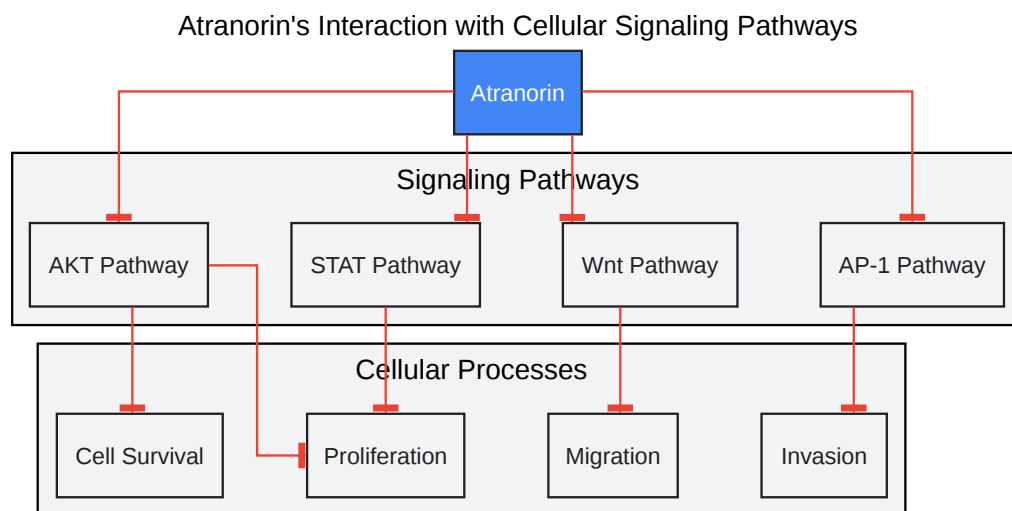 Atranorin's Interaction with Cellular Signaling Pathways
Atranorin
Signaling Pathways
AKT Pathway
STAT Pathway
Wnt Pathway
AP-1 Pathway
Cellular Processes
Cell Survival
Proliferation
Migration
Invasion